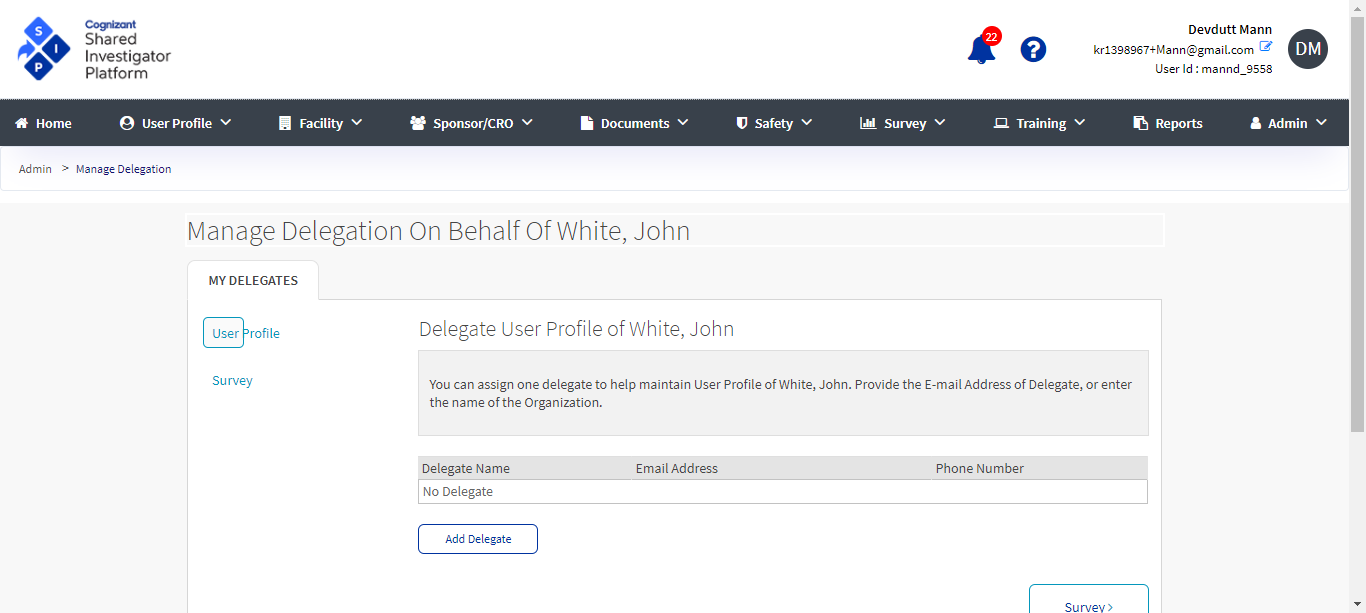 S
I
P
Cognizant
Shared
Investigator
Platform
22
?
Devdutt Mann
kr1398967+Mann@gmail.com
User Id : mannd_9558
DM
Home User Profile Facility Sponsor/CRO Documents Safety Survey Training Reports Admin
Admin > Manage Delegation
Manage Delegation On Behalf Of White, John
MY DELEGATES
User Profile
Survey
Delegate User Profile of White, John
You can assign one delegate to help maintain User Profile of White, John. Provide the E-mail Address of Delegate, or enter
the name of the Organization.
Delegate Name Email Address Phone Number
No Delegate
Add Delegate
Survey >